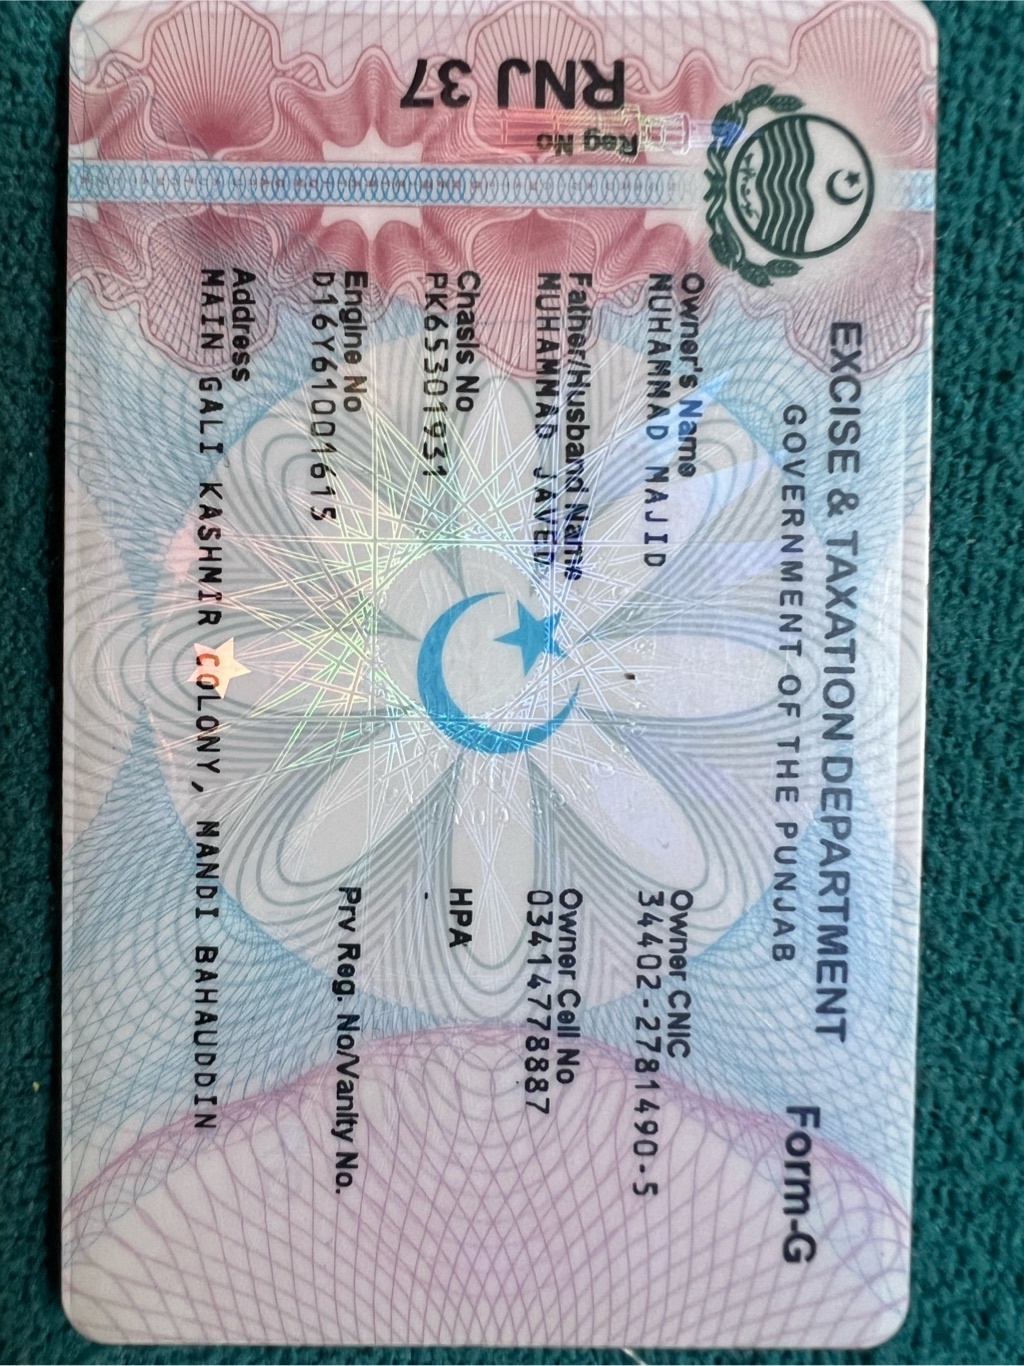 EXCISE & TAXATION DEPARTMENT
GOVERNMENT OF THE PUNJAB
Form-G
Reg No
RNJ 37
Owner's Name
MUHAMMAD MAJID
Owner CNIC
34402-2781490-5
Father/Husband Name
MUHAMMAD JAVED
Owner Cell No
03414778887
Chasis No
PK65301931
HPA
-
Engine No
D16Y61001615
Prv Reg. No/Vanity No.
Address
MAIN GALI KASHMIR COLONY, MANDI BAHAUDDIN